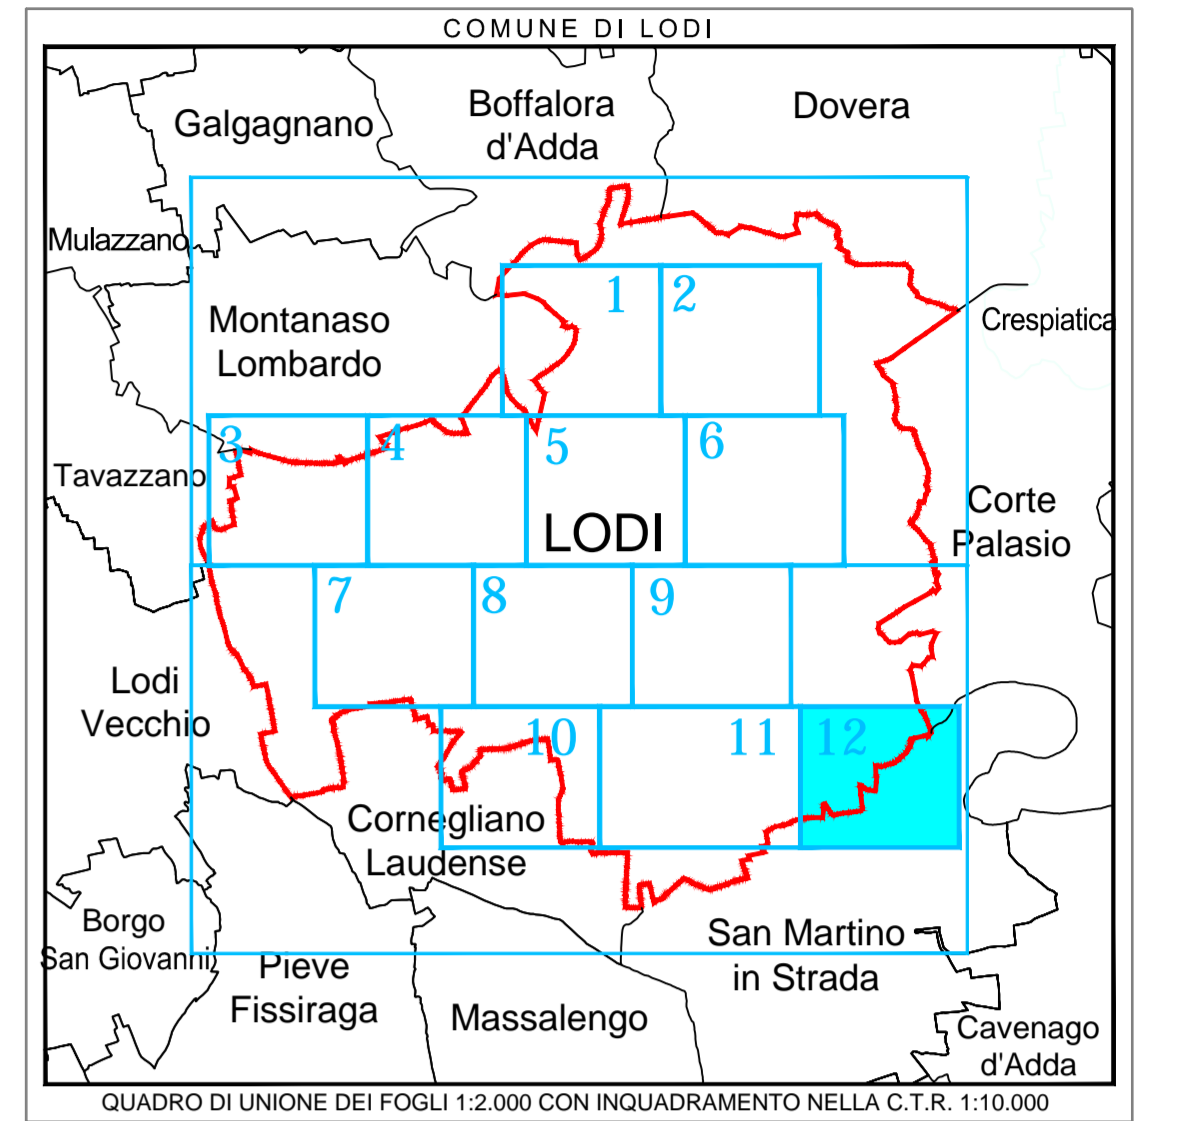 COMUNE DI LODI
Galgagnano
Boffalora
d'Adda
Dovera
Mulazzano
Montanaso
Lombardo
1
2
Crespiatica
3
4
5
6
Tavazzano
LODI
Corte
Palasio
7
8
9
Lodi
Vecchio
10
11
12
Cornegliano
Laudense
Borgo
San Giovanni
Pieve
Fissiraga
Massalengo
San Martino
in Strada
Cavenago
d'Adda
QUADRO DI UNIONE DEI FOGLI 1:2.000 CON INQUADRAMENTO NELLA C.T.R. 1:10.000